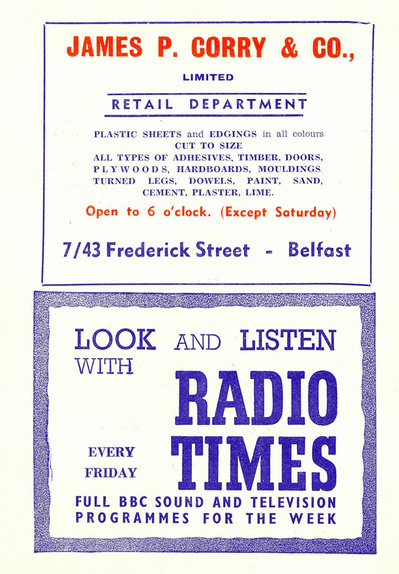 JAMES P. CORRY & CO.,
LIMITED
RETAIL DEPARTMENT
PLASTIC SHEETS and EDGINGS in all colours
CUT TO SIZE
ALL TYPES OF ADHESIVES, TIMBER, DOORS,
PLYWOODS, HARDBOARDS, MOULDINGS
TURNED LEGS, DOWELS, PAINT, SAND,
CEMENT, PLASTER, LIME.
Open to 6 o'clock. (Except Saturday)
7/43 Frederick Street - Belfast
LOOK AND LISTEN
WITH
RADIO
TIMES
EVERY
FRIDAY
FULL BBC SOUND AND TELEVISION
PROGRAMMES FOR THE WEEK